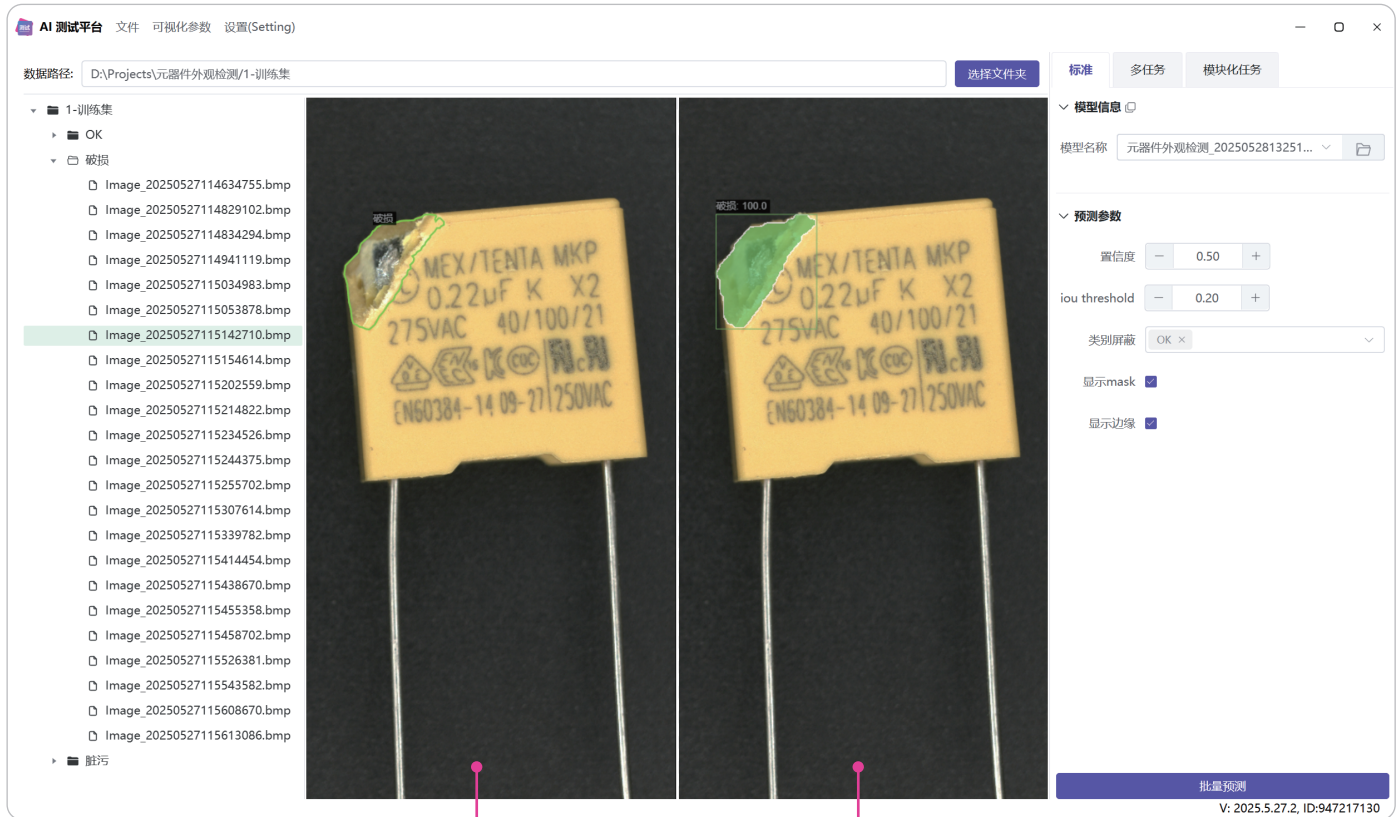 AI 测试平台 文件 可视化参数 设置(Setting)
数据路径: D:\Projects\元器件外观检测/1-训练集 选择文件夹
1-训练集
OK
破损
Image_20250527114634755.bmp
Image_20250527114829102.bmp
Image_20250527114834294.bmp
Image_20250527114941119.bmp
Image_20250527115034983.bmp
Image_20250527115053878.bmp
Image_20250527115142710.bmp
Image_20250527115154614.bmp
Image_20250527115202559.bmp
Image_20250527115214822.bmp
Image_20250527115234526.bmp
Image_20250527115244375.bmp
Image_20250527115255702.bmp
Image_20250527115307614.bmp
Image_20250527115339782.bmp
Image_20250527115414454.bmp
Image_20250527115438670.bmp
Image_20250527115455358.bmp
Image_20250527115458702.bmp
Image_20250527115526381.bmp
Image_20250527115543582.bmp
Image_20250527115608670.bmp
Image_20250527115613086.bmp
脏污
破损
MEX/TENTA MKP
0.22µF K X2
275VAC 40/100/21
EN60384-14 09-27 250VAC
破损: 100.0
MEX/TENTA MKP
0.22µF K X2
275VAC 40/100/21
EN60384-14 09-27 250VAC
标准 多任务 模块化任务
模型信息
模型名称 元器件外观检测_2025052813251...
预测参数
置信度 0.50
iou threshold 0.20
类别屏蔽 OK
显示mask
显示边缘
批量预测
V: 2025.5.27.2, ID:947217130